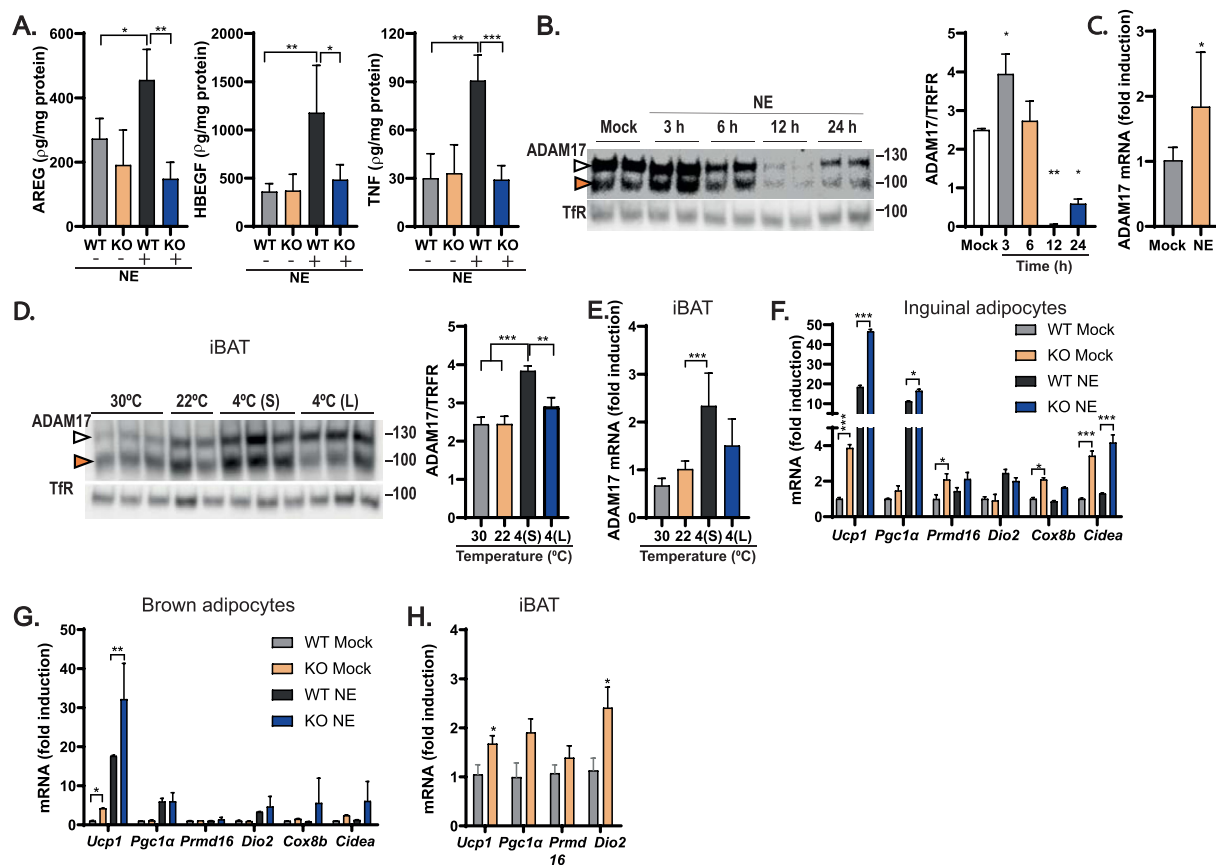 A.
AREG (ρg/mg protein)
600
400
200
0
* **
WT KO WT KO
- - + +
NE
HBEGF (ρg/mg protein)
2000
1500
1000
500
0
** *
WT KO WT KO
- - + +
NE
TNF (ρg/mg protein)
120
90
60
30
0
** ***
WT KO WT KO
- - + +
NE
B.
NE
Mock 3 h 6 h 12 h 24 h
ADAM17
–130
–100
TfR
–100
ADAM17/TRFR
5
4
3
2
1
0
* ** *
Mock 3 6 12 24
Time (h)
C.
ADAM17 mRNA (fold induction)
3
2
1
0
*
Mock NE
D.
iBAT
30ºC 22ºC 4ºC (S) 4ºC (L)
ADAM17
–130
–100
TfR
–100
ADAM17/TRFR
5
4
3
2
1
0
*** **
30 22 4(S) 4(L)
Temperature (ºC)
E.
iBAT
ADAM17 mRNA (fold induction)
4
3
2
1
0
***
30 22 4(S) 4(L)
Temperature (ºC)
F.
Inguinal adipocytes
mRNA (fold induction)
50
40
30
20
10
6
4
2
0
WT Mock
KO Mock
WT NE
KO NE
*** *** * * * *** ***
Ucp1 Pgc1α Prmd16 Dio2 Cox8b Cidea
G.
Brown adipocytes
mRNA (fold induction)
50
40
30
20
10
0
WT Mock
KO Mock
WT NE
KO NE
* **
Ucp1 Pgc1α Prmd16 Dio2 Cox8b Cidea
H.
iBAT
mRNA (fold induction)
4
3
2
1
0
* *
Ucp1 Pgc1α Prmd Dio2
16